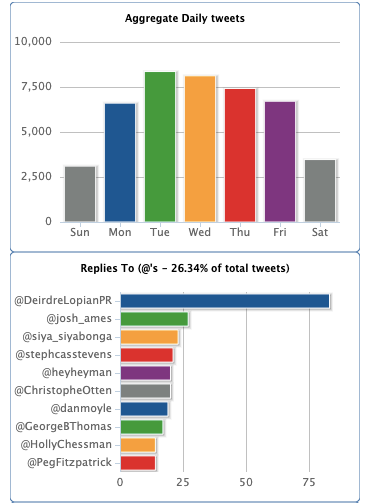 Aggregate Daily tweets
10,000
7,500
5,000
2,500
0
Sun Mon Tue Wed Thu Fri Sat
Replies To (@'s - 26.34% of total tweets)
@DeirdreLopianPR
@josh_ames
@siya_siyabonga
@stephcasstevens
@heyheyman
@ChristopheOtten
@danmoyle
@GeorgeBThomas
@HollyChessman
@PegFitzpatrick
0 25 50 75